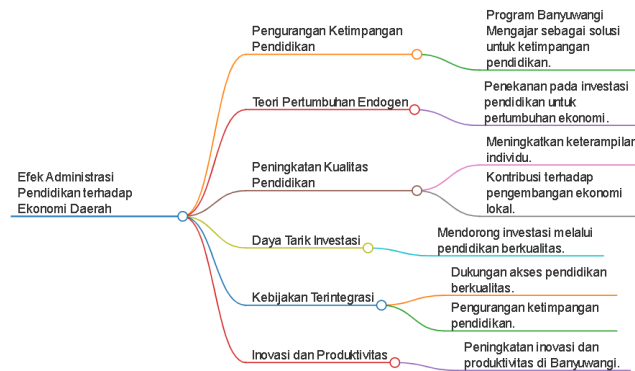 Efek Administrasi
Pendidikan terhadap
Ekonomi Daerah
Pengurangan Ketimpangan
Pendidikan
Program Banyuwangi
Mengajar sebagai solusi
untuk ketimpangan
pendidikan.
Teori Pertumbuhan Endogen
Penekanan pada investasi
pendidikan untuk
pertumbuhan ekonomi.
Peningkatan Kualitas
Pendidikan
Meningkatkan keterampilan
individu.
Kontribusi terhadap
pengembangan ekonomi
lokal.
Daya Tarik Investasi
Mendorong investasi melalui
pendidikan berkualitas.
Kebijakan Terintegrasi
Dukungan akses pendidikan
berkualitas.
Pengurangan ketimpangan
pendidikan.
Inovasi dan Produktivitas
Peningkatan inovasi dan
produktivitas di Banyuwangi.